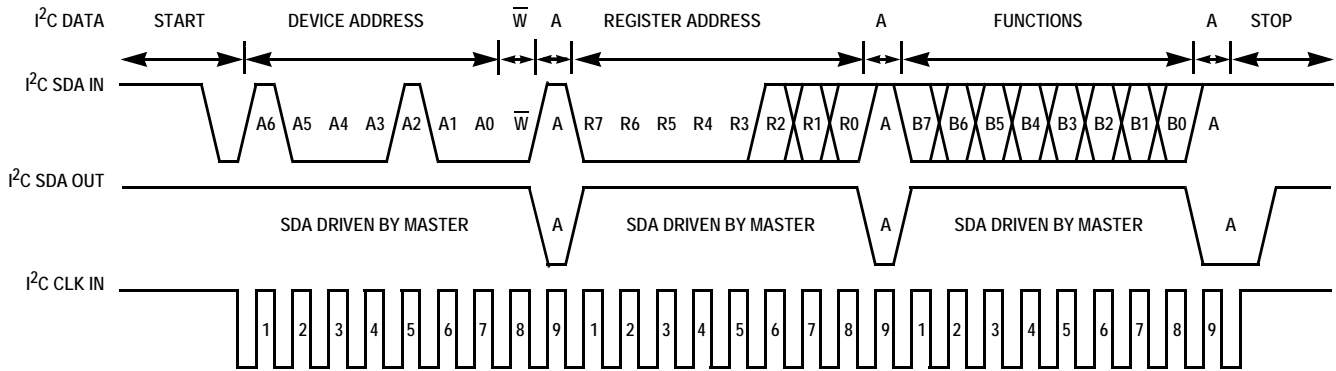 I²C DATA START DEVICE ADDRESS W̅ A REGISTER ADDRESS A FUNCTIONS A STOP
I²C SDA IN
A6 A5 A4 A3 A2 A1 A0 W̅ A R7 R6 R5 R4 R3 R2 R1 R0 A B7 B6 B5 B4 B3 B2 B1 B0 A
I²C SDA OUT
SDA DRIVEN BY MASTER A SDA DRIVEN BY MASTER A SDA DRIVEN BY MASTER A
I²C CLK IN
1 2 3 4 5 6 7 8 9 1 2 3 4 5 6 7 8 9 1 2 3 4 5 6 7 8 9